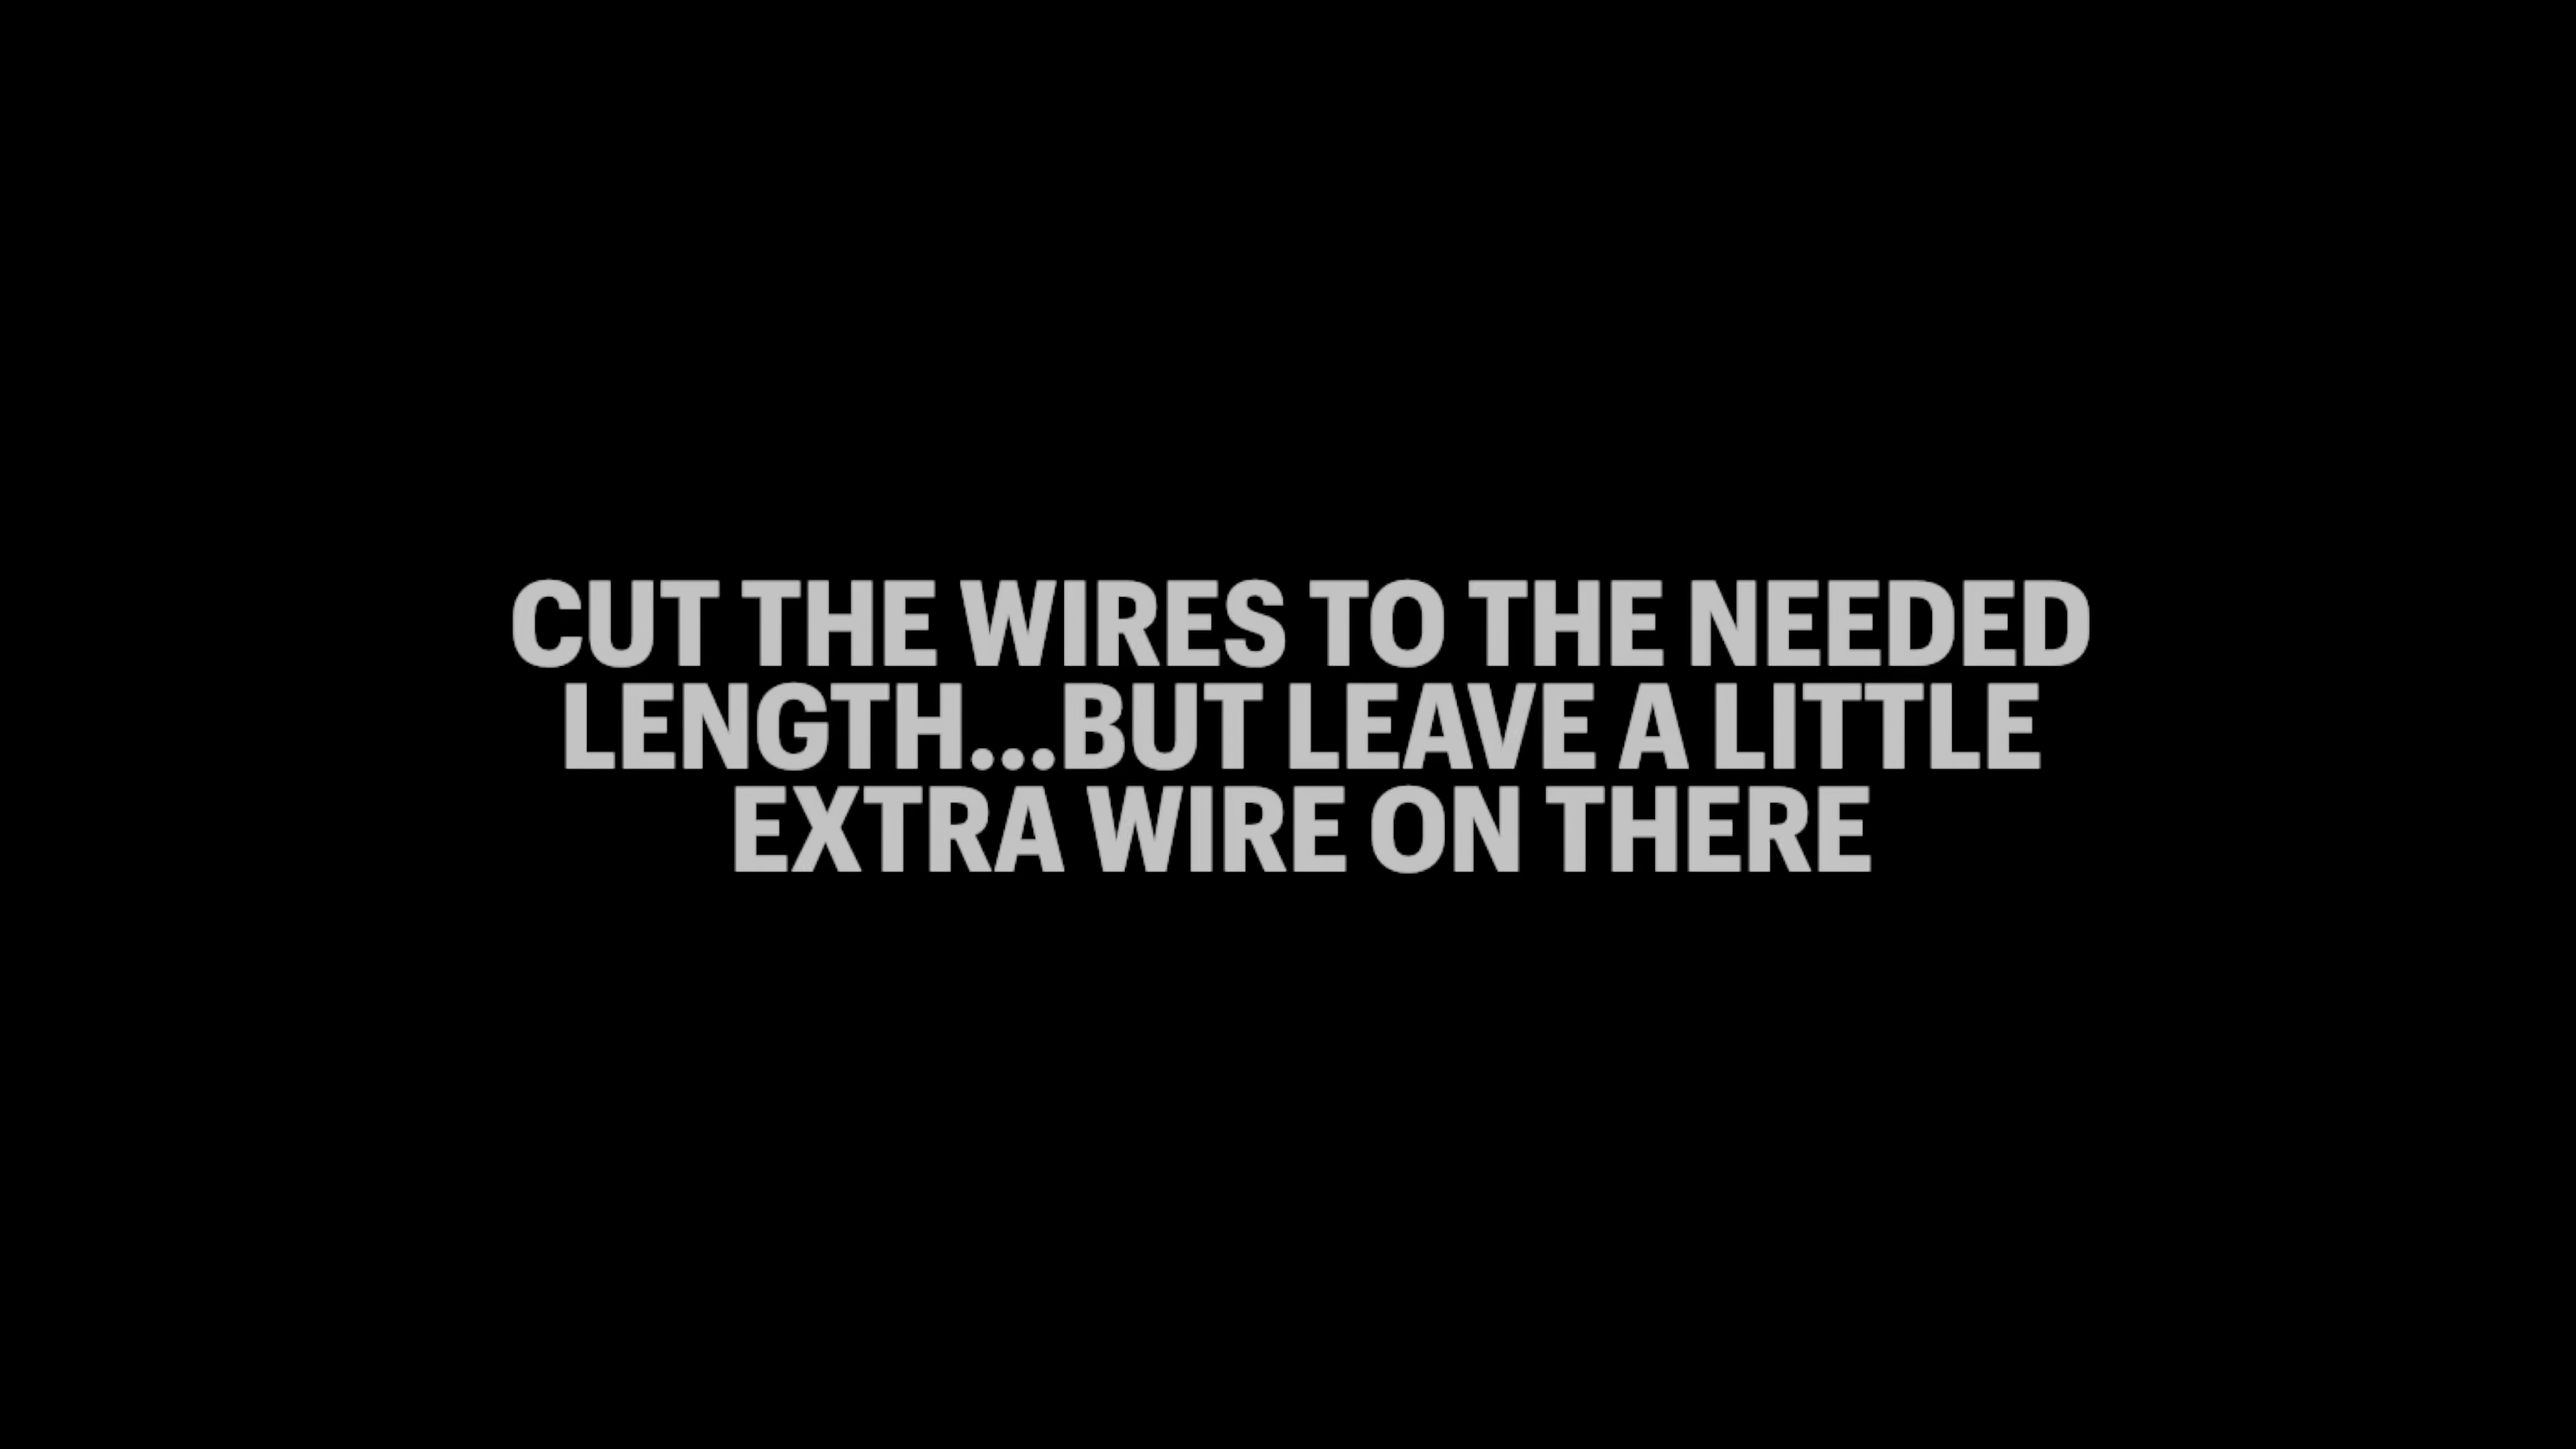 CUT THE WIRES TO THE NEEDED
LENGTH...BUT LEAVE A LITTLE
EXTRA WIRE ON THERE